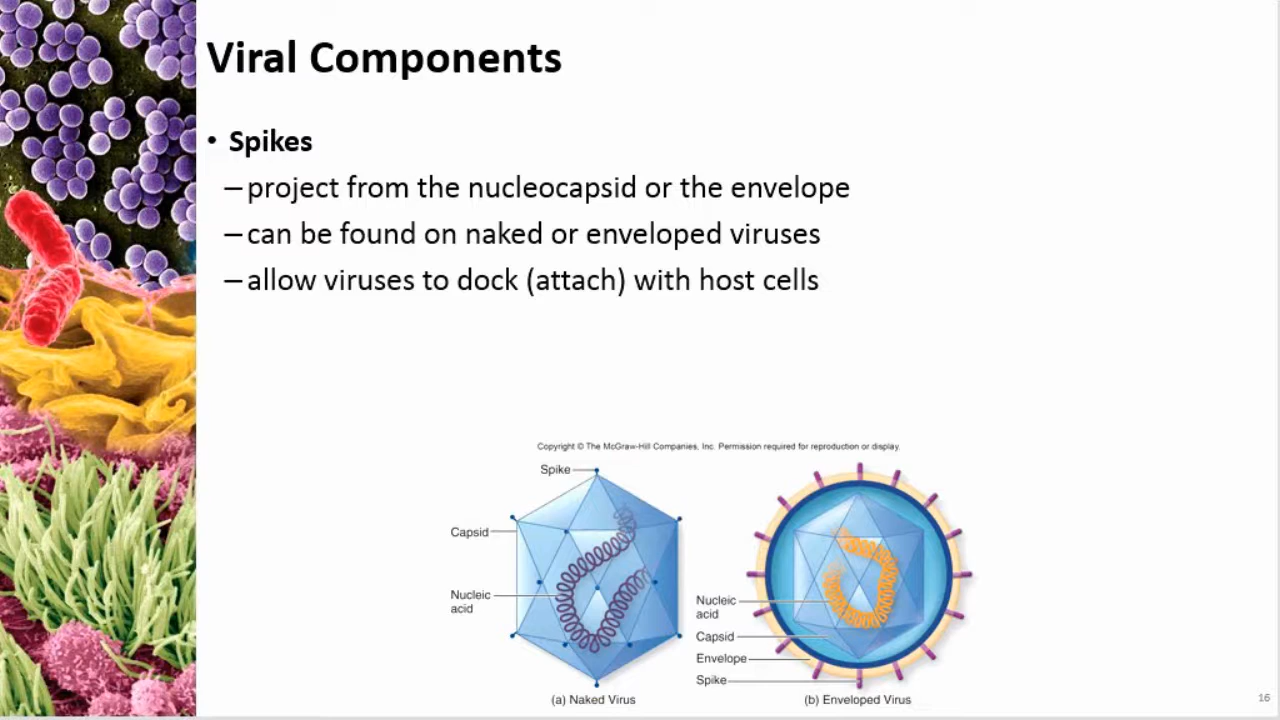 Viral Components
• Spikes
– project from the nucleocapsid or the envelope
– can be found on naked or enveloped viruses
– allow viruses to dock (attach) with host cells
Copyright © The McGraw-Hill Companies, Inc. Permission required for reproduction or display.
Spike
Capsid
Nucleic
acid
(a) Naked Virus
Nucleic
acid
Capsid
Envelope
Spike
(b) Enveloped Virus
16